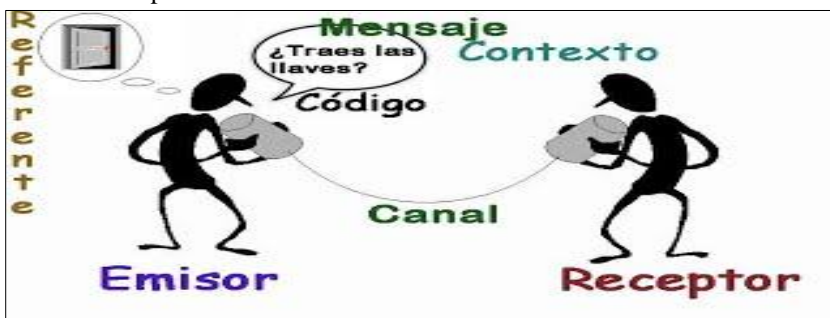 Referente
Mensaje
¿Traes las
llaves?
Contexto
Código
Canal
Emisor
Receptor